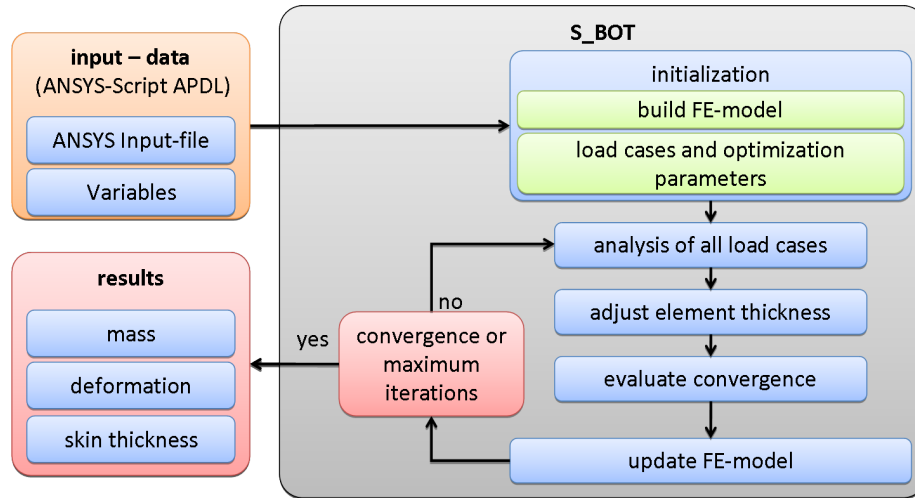 input – data
(ANSYS-Script APDL)
ANSYS Input-file
Variables
S_BOT
initialization
build FE-model
load cases and optimization
parameters
analysis of all load cases
adjust element thickness
evaluate convergence
update FE-model
convergence or
maximum
iterations
no
yes
results
mass
deformation
skin thickness